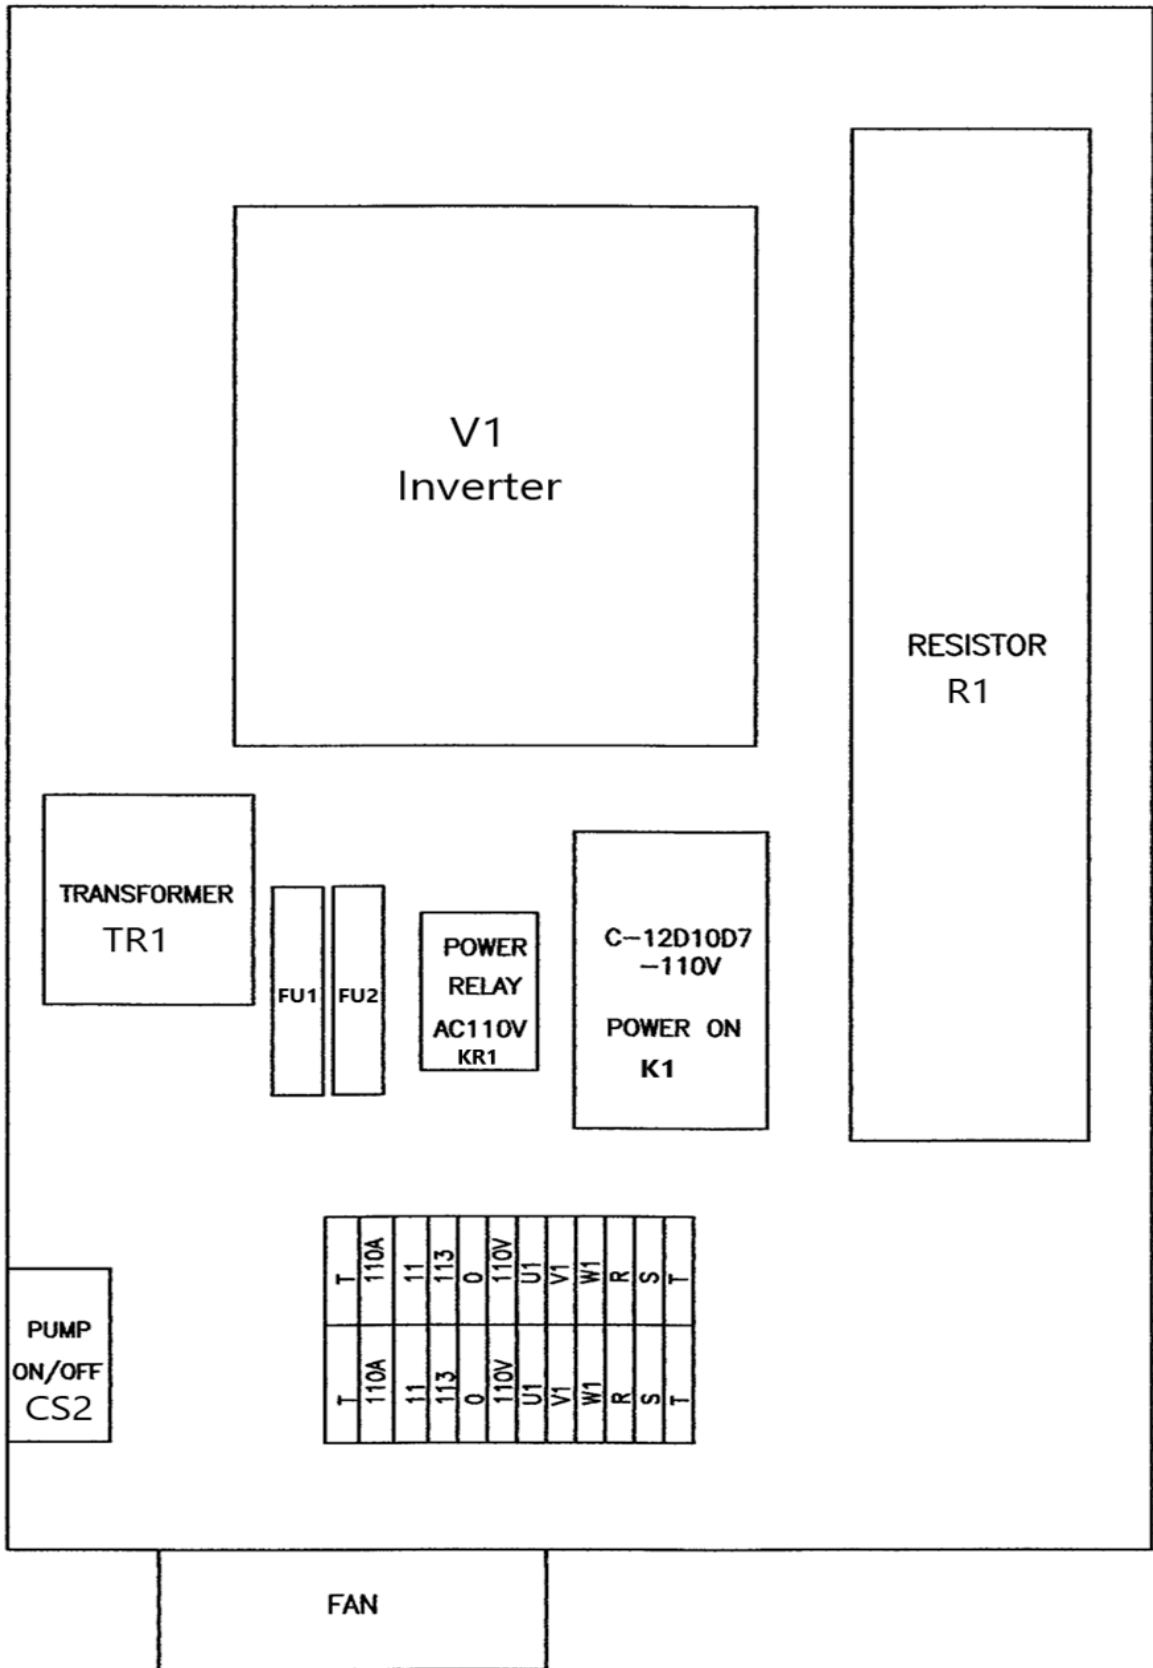 V1
Inverter
RESISTOR
R1
TRANSFORMER
TR1
FU1
FU2
POWER
RELAY
AC110V
KR1
C-12D10D7
-110V
POWER ON
K1
T 110A 11 113 0 110V U1 V1 W1 R S T
T 110A 11 113 0 110V U1 V1 W1 R S T
PUMP
ON/OFF
CS2
FAN